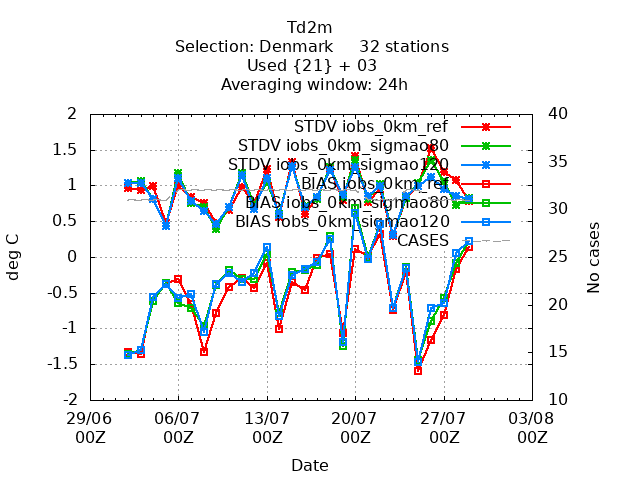 Td2m
Selection: Denmark 32 stations
Used {21} + 03
Averaging window: 24h
2
1.5
1
0.5
0
-0.5
-1
-1.5
-2
deg C
40
35
30
25
20
15
10
No cases
STDV iobs_0km_ref
STDV iobs_0km_sigmao80
STDV iobs_0km_sigmao120
BIAS iobs_0km_ref
BIAS iobs_0km_sigmao80
BIAS iobs_0km_sigmao120
CASES
29/06 06/07 13/07 20/07 27/07 03/08
00Z 00Z 00Z 00Z 00Z 00Z
Date